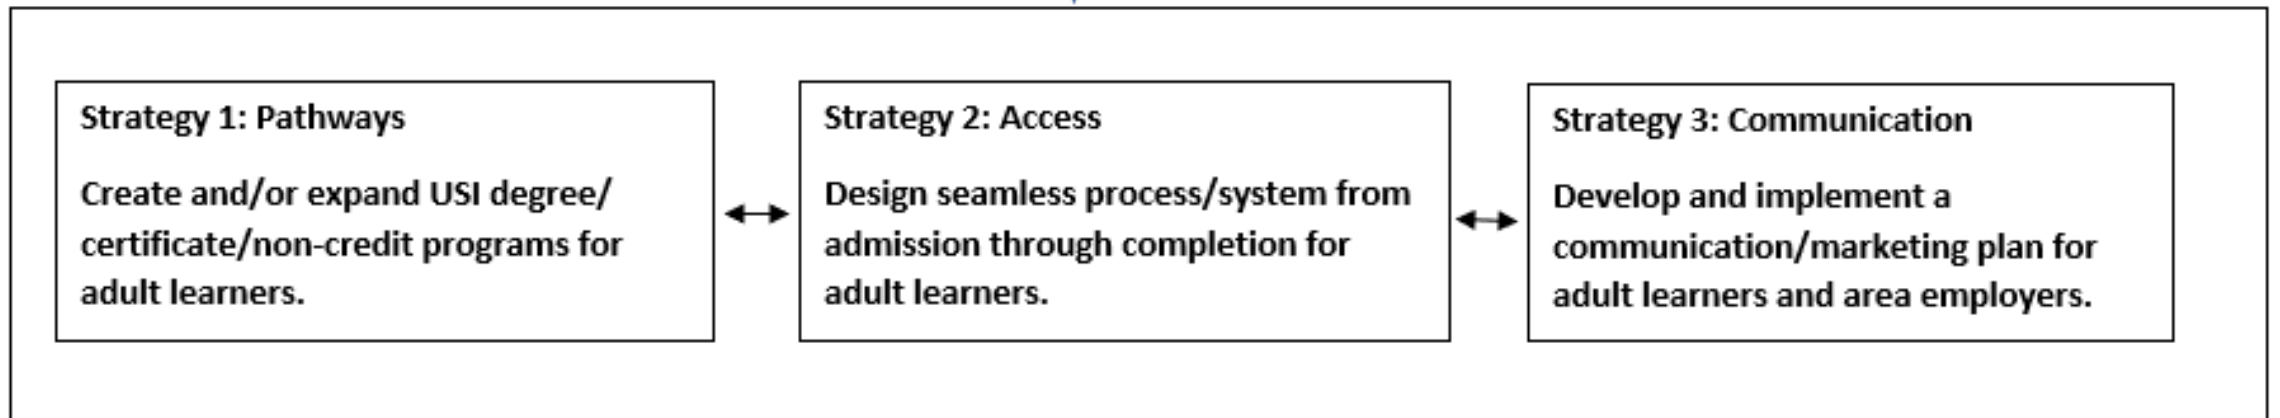 Strategy 1: Pathways
Create and/or expand USI degree/
certificate/non-credit programs for
adult learners.
Strategy 2: Access
Design seamless process/system from
admission through completion for
adult learners.
Strategy 3: Communication
Develop and implement a
communication/marketing plan for
adult learners and area employers.